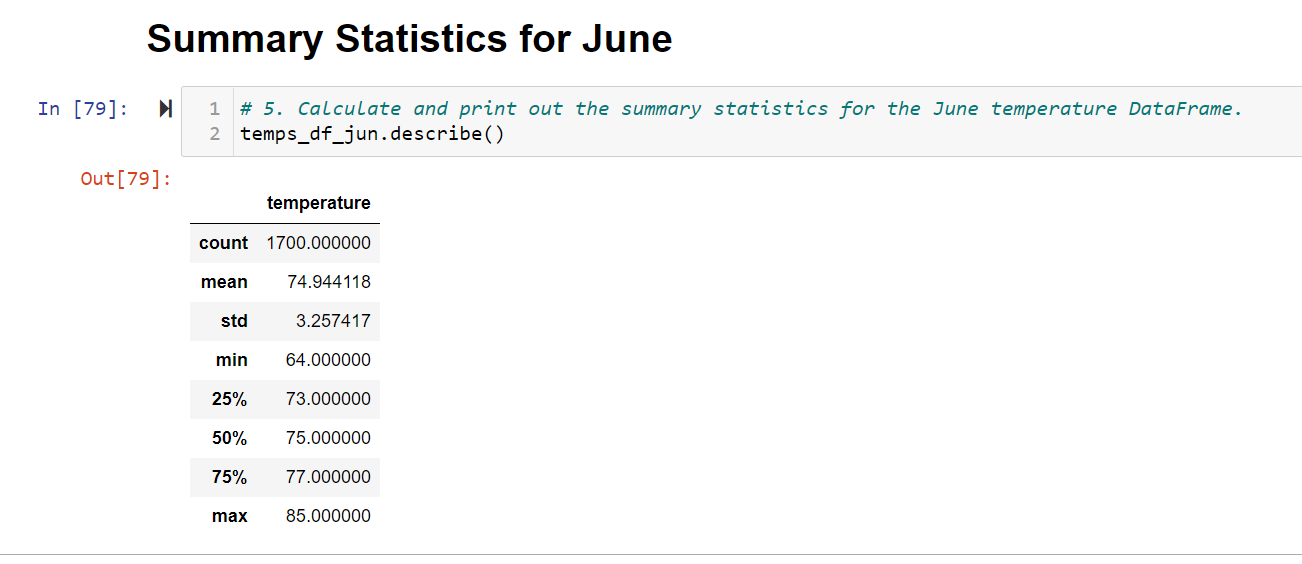 Summary Statistics for June
In [79]:
1 # 5. Calculate and print out the summary statistics for the June temperature DataFrame.
2 temps_df_jun.describe()
Out[79]:
temperature
count 1700.000000
mean 74.944118
std 3.257417
min 64.000000
25% 73.000000
50% 75.000000
75% 77.000000
max 85.000000